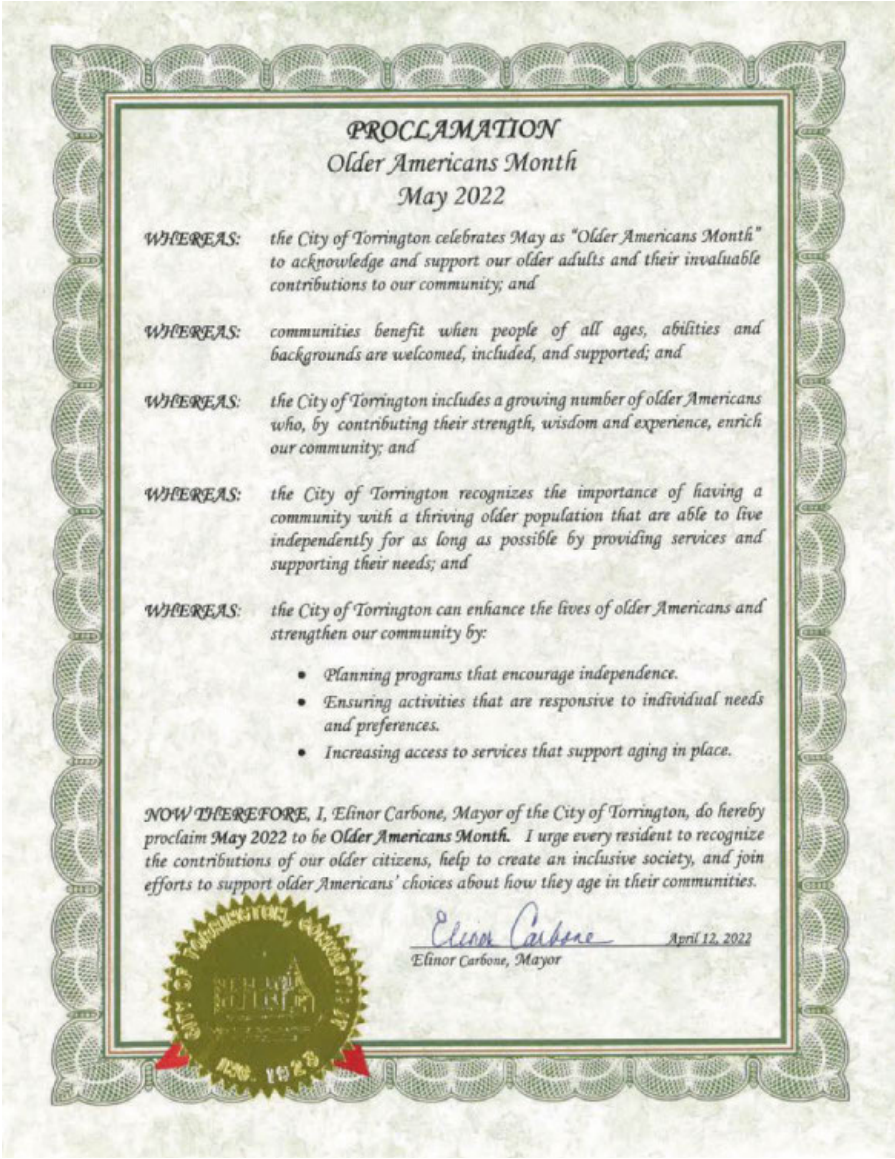 PROCLAMATION
Older Americans Month
May 2022
WHEREAS: the City of Torrington celebrates May as "Older Americans Month"
to acknowledge and support our older adults and their invaluable
contributions to our community; and
WHEREAS: communities benefit when people of all ages, abilities and
backgrounds are welcomed, included, and supported; and
WHEREAS: the City of Torrington includes a growing number of older Americans
who, by contributing their strength, wisdom and experience, enrich
our community; and
WHEREAS: the City of Torrington recognizes the importance of having a
community with a thriving older population that are able to live
independently for as long as possible by providing services and
supporting their needs; and
WHEREAS: the City of Torrington can enhance the lives of older Americans and
strengthen our community by:
• Planning programs that encourage independence.
• Ensuring activities that are responsive to individual needs
and preferences.
• Increasing access to services that support aging in place.
NOW THEREFORE, I, Elinor Carbone, Mayor of the City of Torrington, do hereby
proclaim May 2022 to be Older Americans Month. I urge every resident to recognize
the contributions of our older citizens, help to create an inclusive society, and join
efforts to support older Americans' choices about how they age in their communities.
Elinor Carbone April 12, 2022
Elinor Carbone, Mayor
CITY OF TORRINGTON, CONNECTICUT
INC. 1923